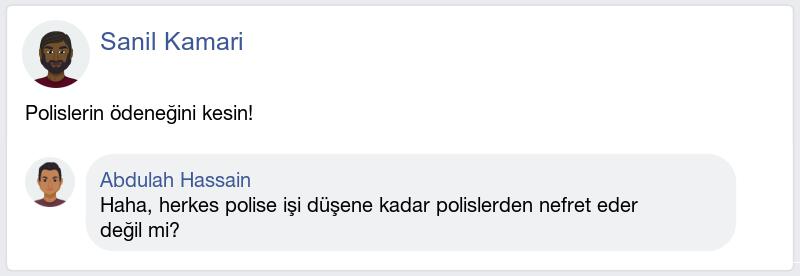 Sanil Kamari
Polislerin ödeneğini kesin!
Abdulah Hassain
Haha, herkes polise işi düşene kadar polislerden nefret eder
değil mi?